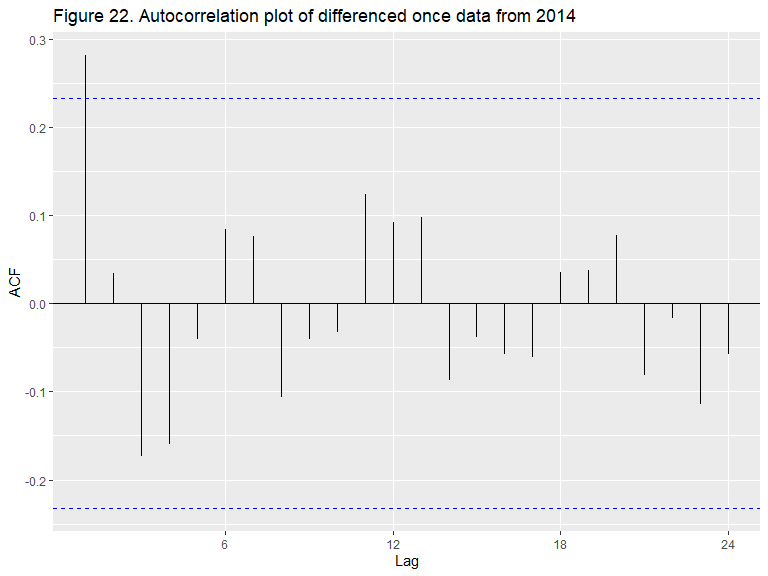 Figure 22. Autocorrelation plot of differenced once data from 2014
0.3
0.2
0.1
0.0
-0.1
-0.2
ACF
6 12 18 24
Lag